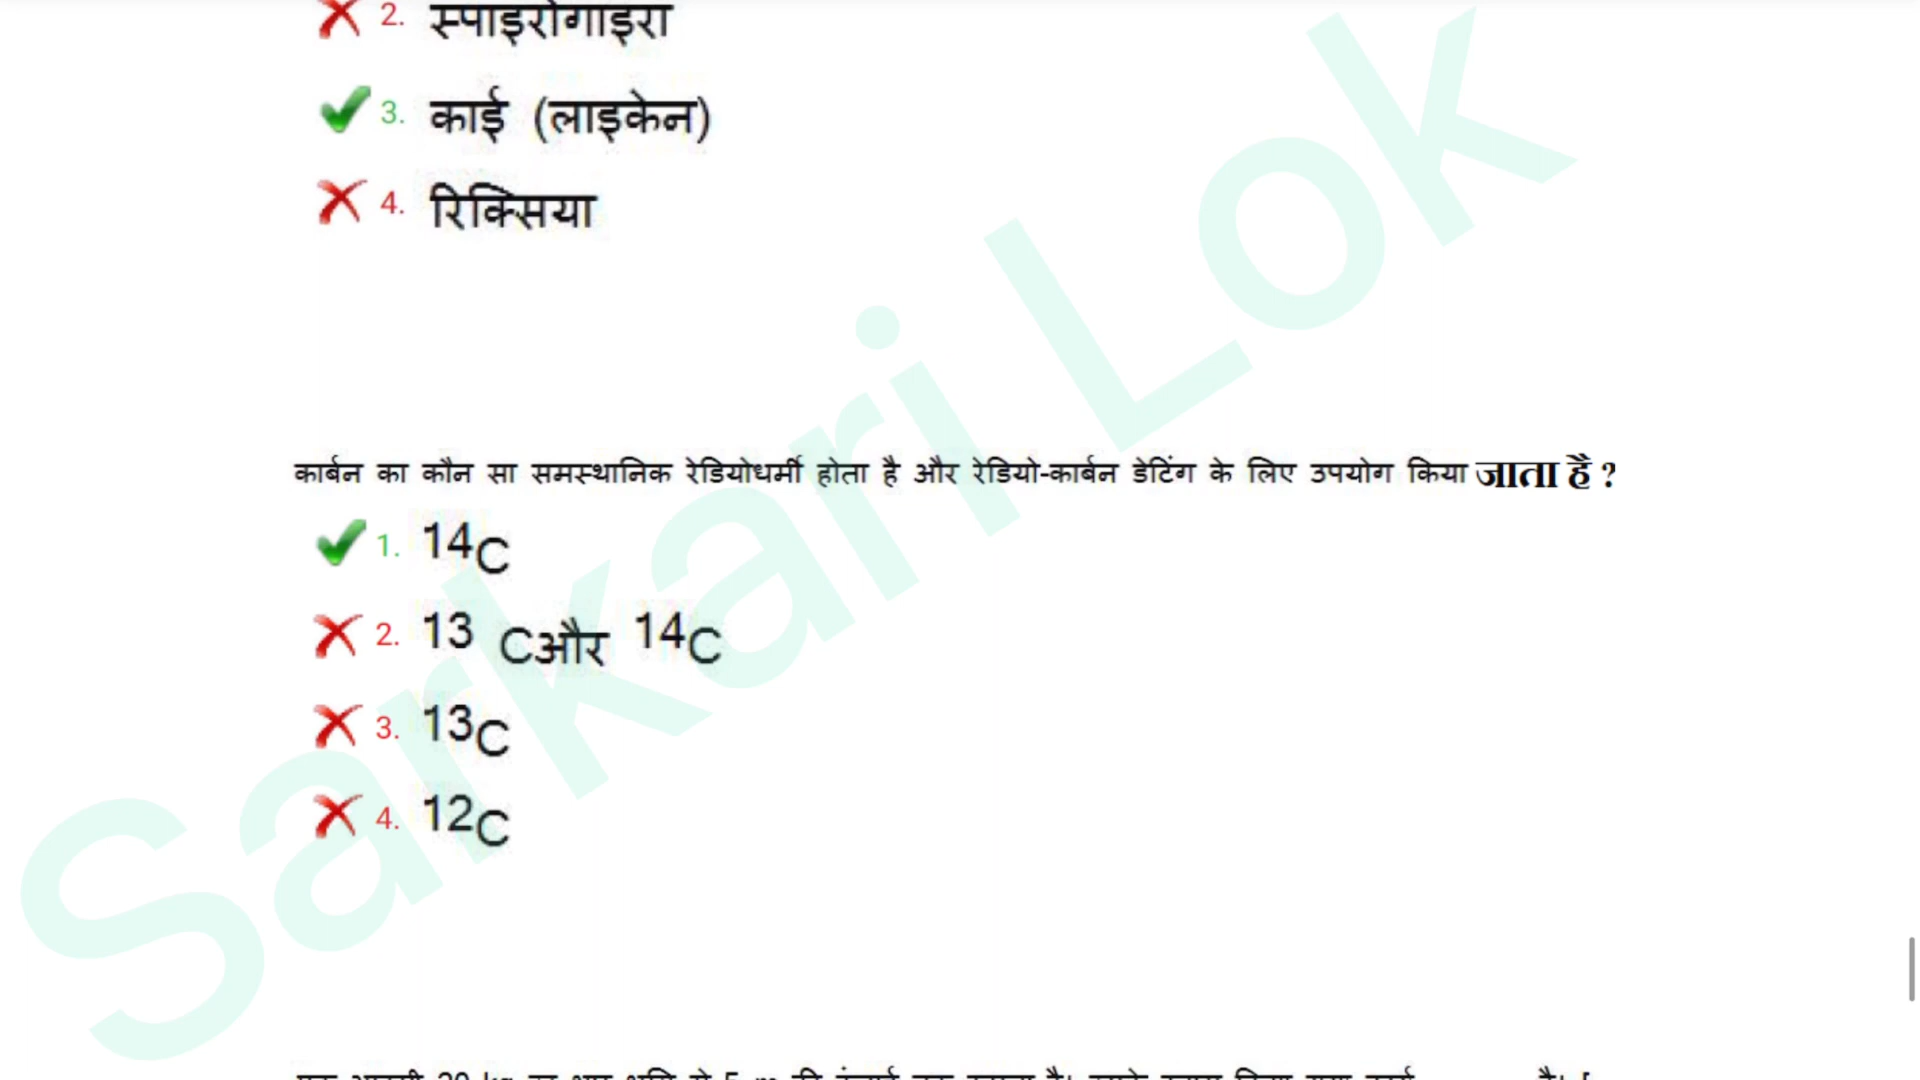 2. स्पाइरोगाइरा
3. काई (लाइकेन)
4. रिक्सिया
कार्बन का कौन सा समस्थानिक रेडियोधर्मी होता है और रेडियो-कार्बन डेटिंग के लिए उपयोग किया जाता है ?
1. 14C
2. 13 Cऔर 14C
3. 13C
4. 12C
Sarkari Lok